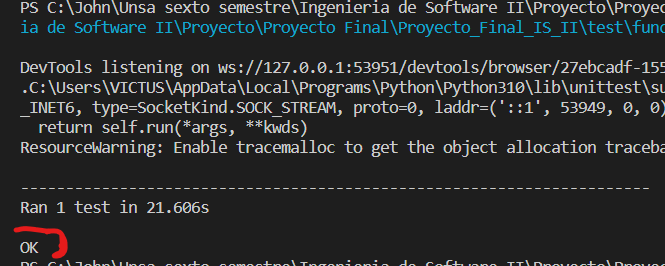 PS C:\John\Unsa sexto semestre\Ingenieria de Software II\Proyecto\Proye
ia de Software II\Proyecto\Proyecto Final\Proyecto_Final_IS_II\test\fun
DevTools listening on ws://127.0.0.1:53951/devtools/browser/27ebcadf-155
.C:\Users\VICTUS\AppData\Local\Programs\Python\Python310\lib\unittest\su
_INET6, type=SocketKind.SOCK_STREAM, proto=0, laddr=('::1', 53949, 0, 0)
return self.run(*args, **kwds)
ResourceWarning: Enable tracemalloc to get the object allocation traceba
----------------------------------------------------------------------
Ran 1 test in 21.606s
OK
PS C:\John\Unsa sexto semestre\Ingenieria de Software II\Proyecto\Proye